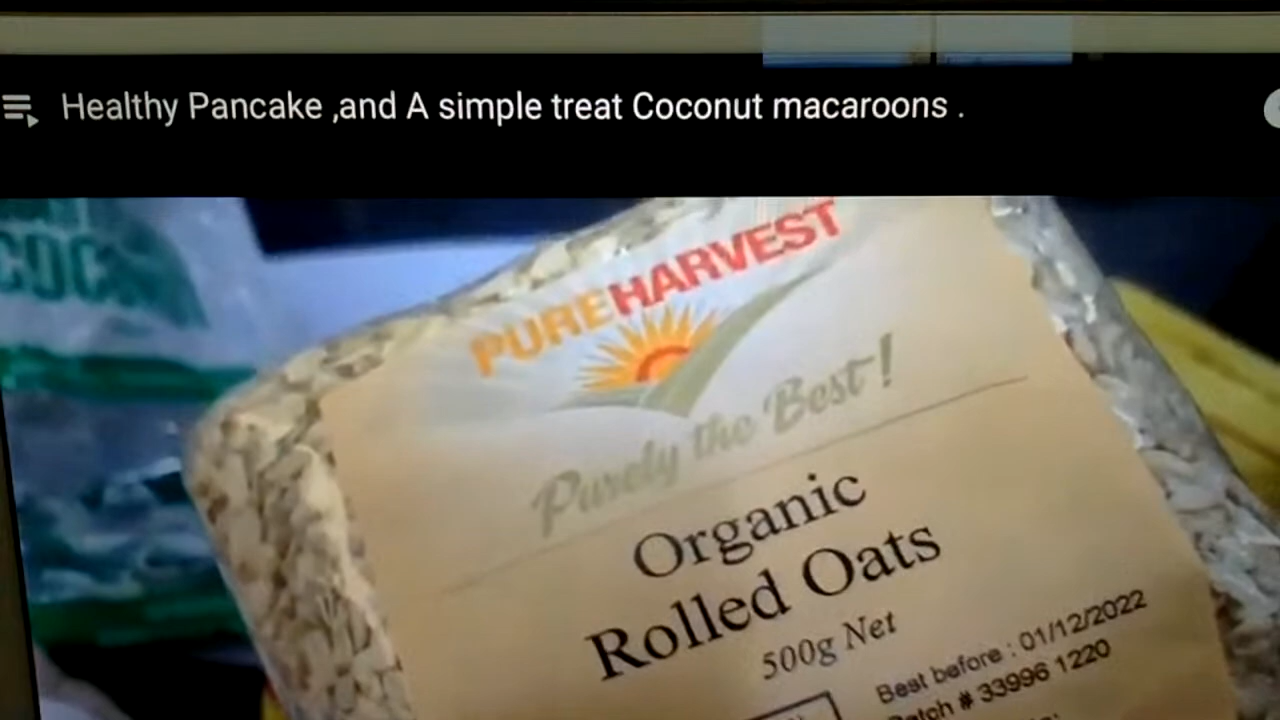 Healthy Pancake ,and A simple treat Coconut macaroons .
PUREHARVEST
Purely the Best!
Organic
Rolled Oats
500g Net
Best before : 01/12/2022
Batch # 33996 1220